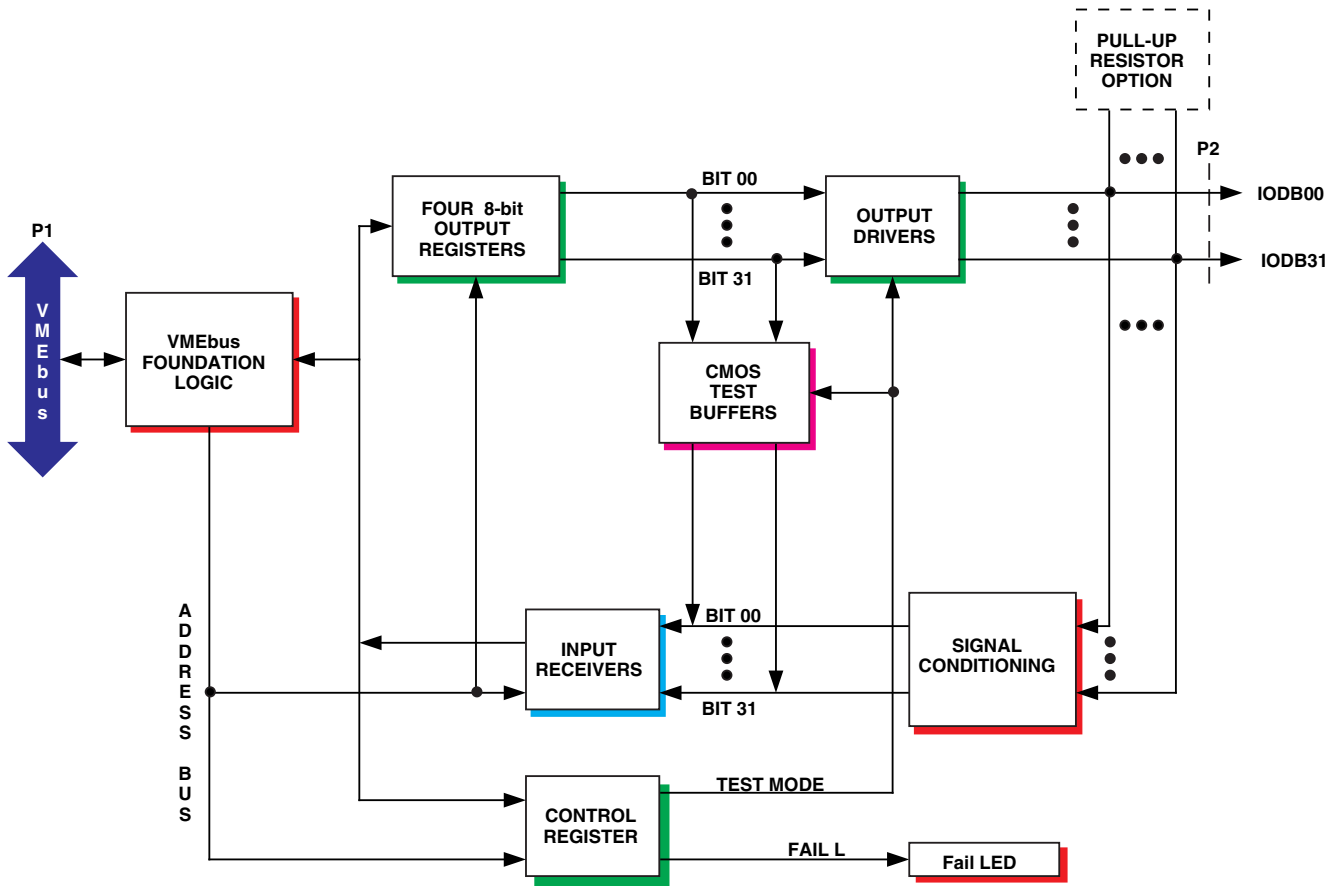 PULL-UP
RESISTOR
OPTION
P2
BIT 00
FOUR 8-bit
OUTPUT
REGISTERS
OUTPUT
DRIVERS
IODB00
P1
BIT 31
IODB31
VMEbus
VMEbus
FOUNDATION
LOGIC
CMOS
TEST
BUFFERS
ADDRESS BUS
BIT 00
INPUT
RECEIVERS
SIGNAL
CONDITIONING
BIT 31
TEST MODE
CONTROL
REGISTER
FAIL L
Fail LED